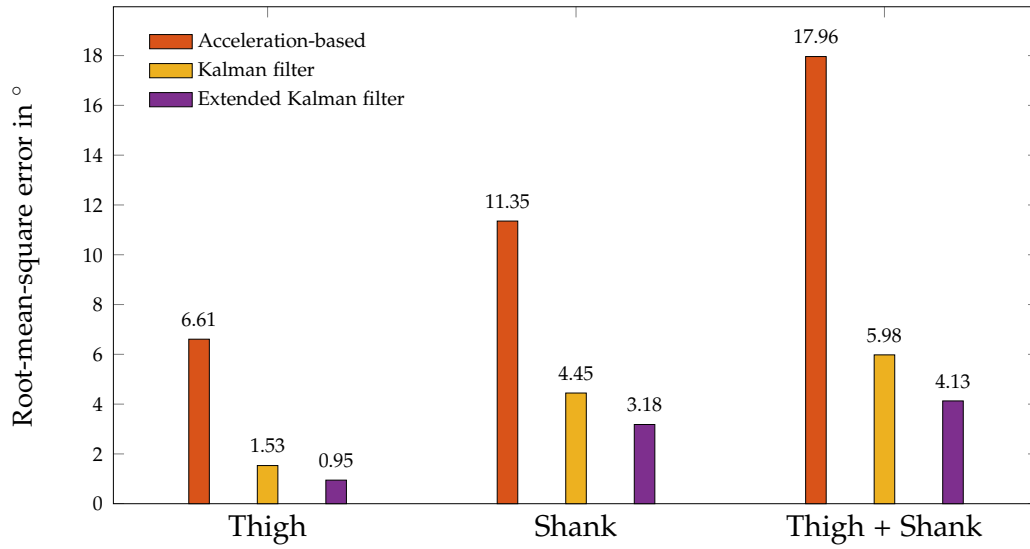 Root-mean-square error in °
18
16
14
12
10
8
6
4
2
0
Acceleration-based
Kalman filter
Extended Kalman filter
6.61
1.53
0.95
11.35
4.45
3.18
17.96
5.98
4.13
Thigh
Shank
Thigh + Shank